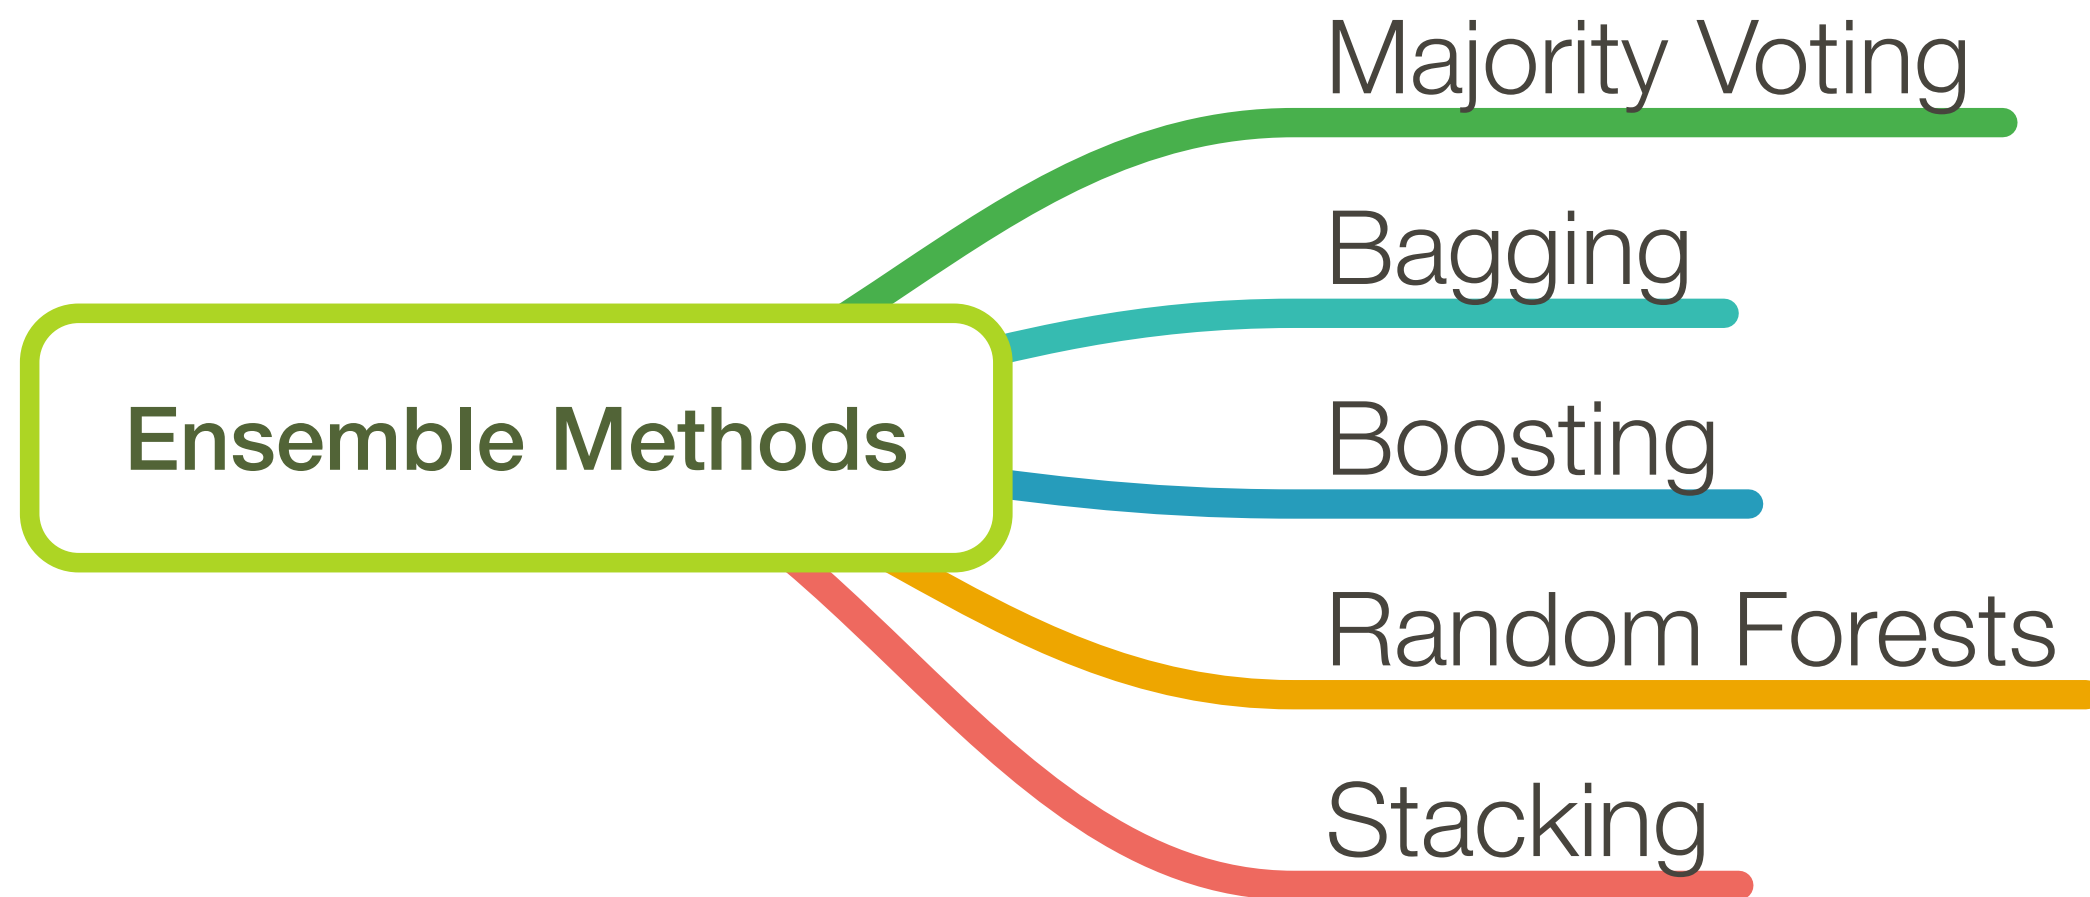 Majority Voting
Bagging
Ensemble Methods
Boosting
Random Forests
Stacking